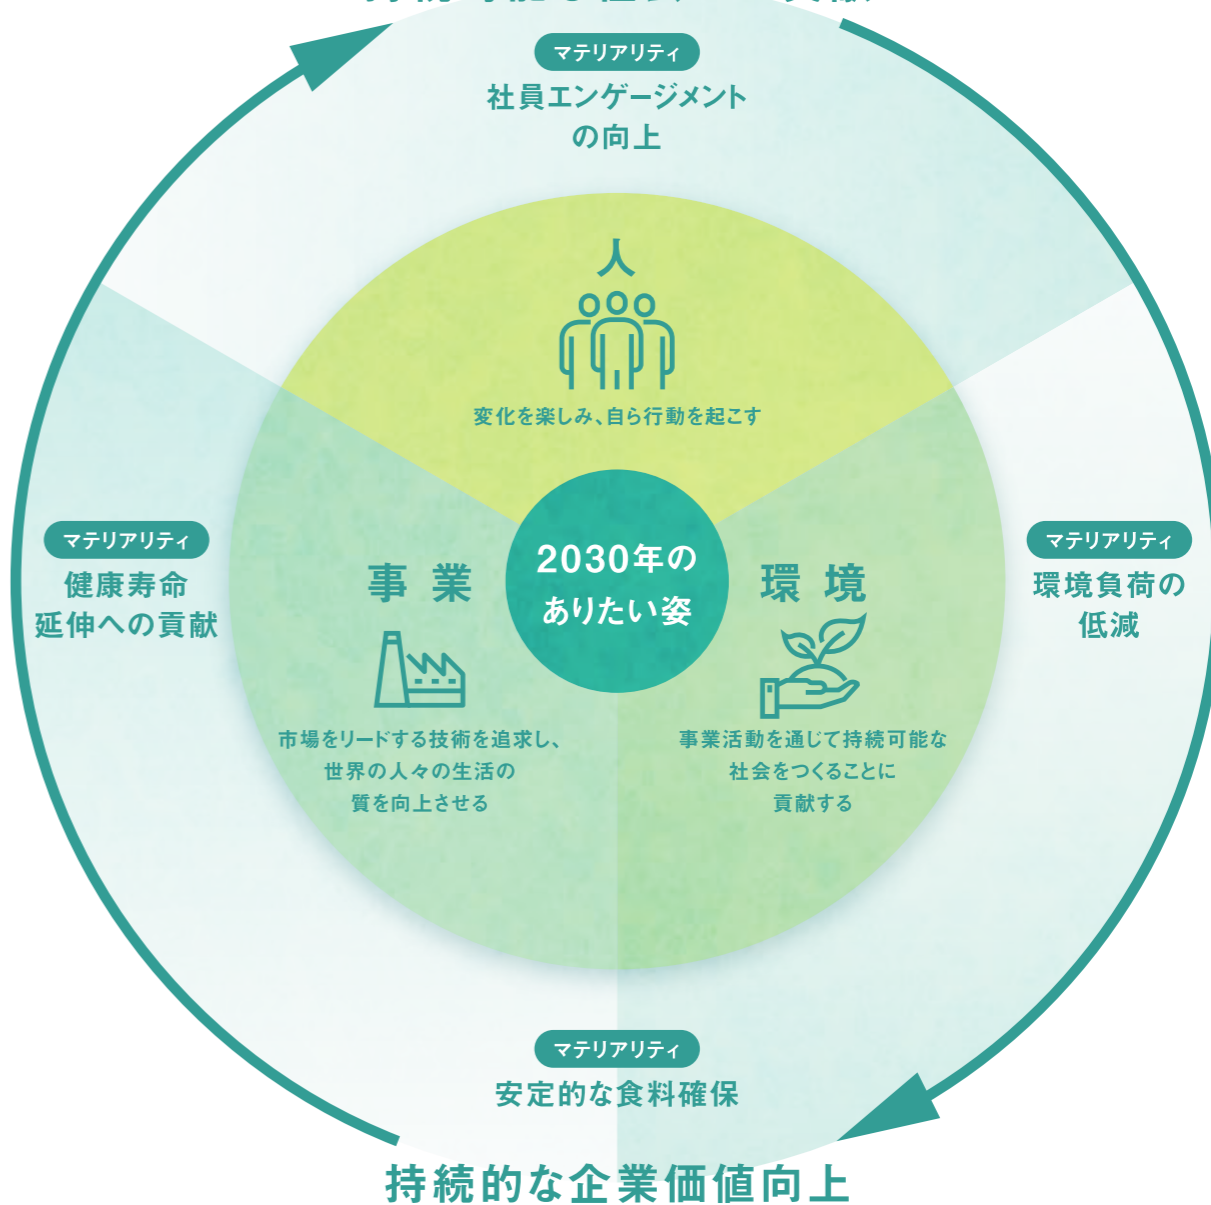 マテリアリティ
社員エンゲージメント
の向上
人
変化を楽しみ、自ら行動を起こす
2030年の
ありたい姿
マテリアリティ
健康寿命
延伸への貢献
事業
市場をリードする技術を追求し、
世界の人々の生活の
質を向上させる
環境
事業活動を通じて持続可能な
社会をつくることに
貢献する
マテリアリティ
環境負荷の
低減
マテリアリティ
安定的な食料確保
持続的な企業価値向上